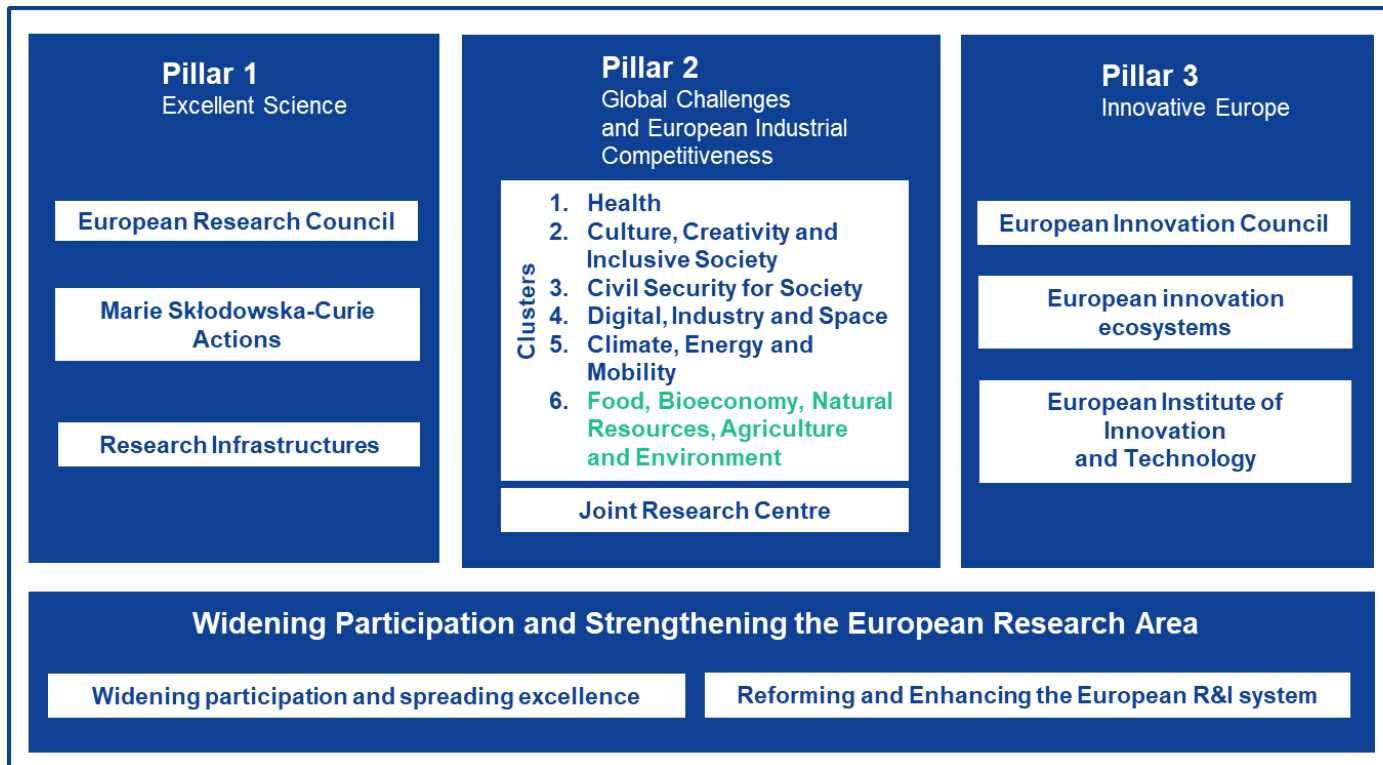 Pillar 1
Excellent Science
European Research Council
Marie Skłodowska-Curie
Actions
Research Infrastructures
Pillar 2
Global Challenges
and European Industrial
Competitiveness
Clusters
1. Health
2. Culture, Creativity and
Inclusive Society
3. Civil Security for Society
4. Digital, Industry and Space
5. Climate, Energy and
Mobility
6. Food, Bioeconomy, Natural
Resources, Agriculture
and Environment
Joint Research Centre
Pillar 3
Innovative Europe
European Innovation Council
European innovation
ecosystems
European Institute of
Innovation
and Technology
Widening Participation and Strengthening the European Research Area
Widening participation and spreading excellence
Reforming and Enhancing the European R&I system